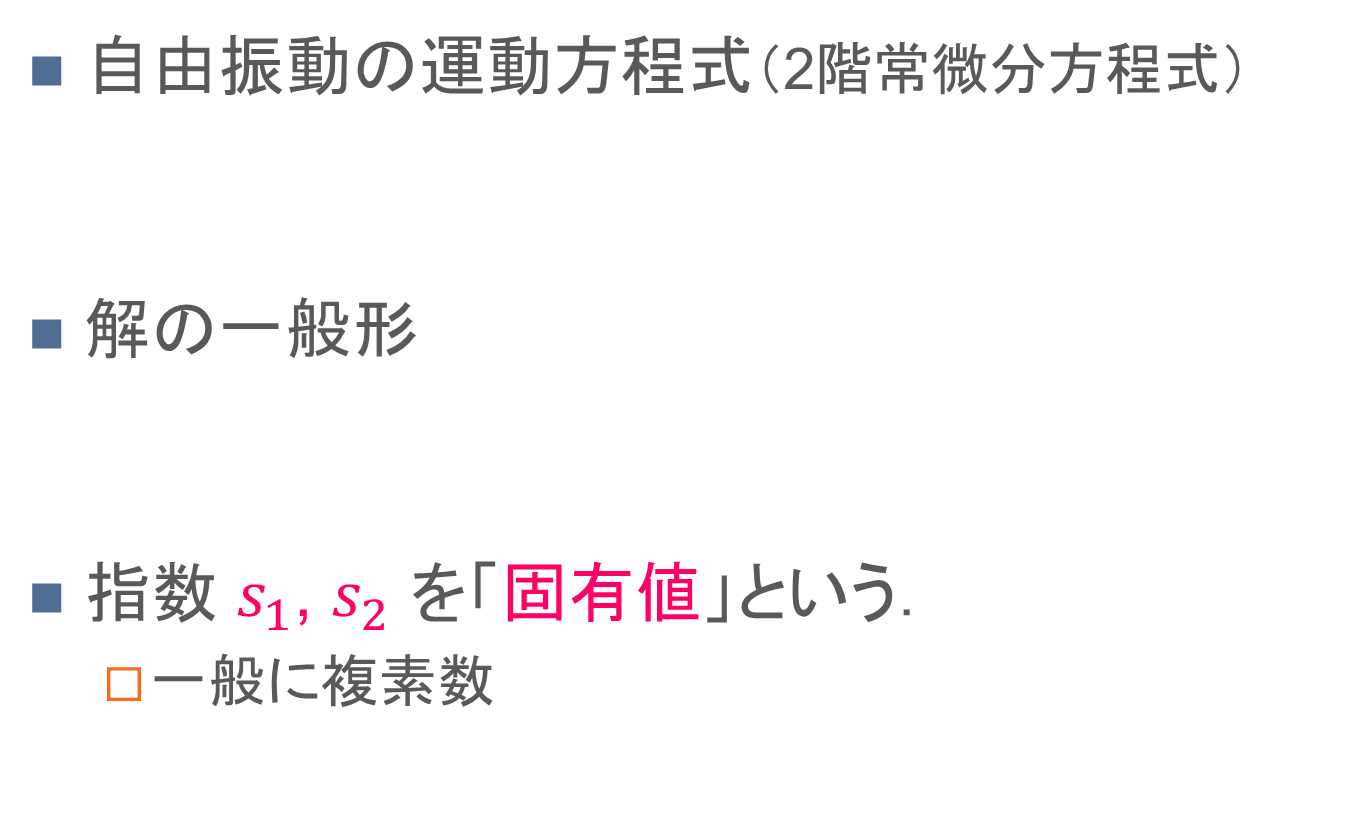 ■ 自由振動の運動方程式（2階常微分方程式）
■ 解の一般形
■ 指数 s₁, s₂ を「固有値」という.
□ 一般に複素数